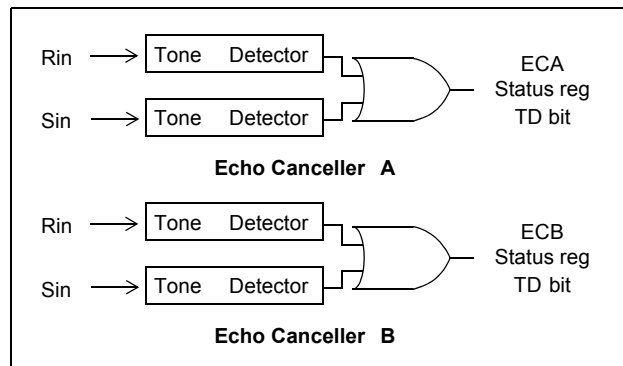 Rin Tone Detector
Sin Tone Detector
ECA
Status reg
TD bit
Echo Canceller A
Rin Tone Detector
Sin Tone Detector
ECB
Status reg
TD bit
Echo Canceller B